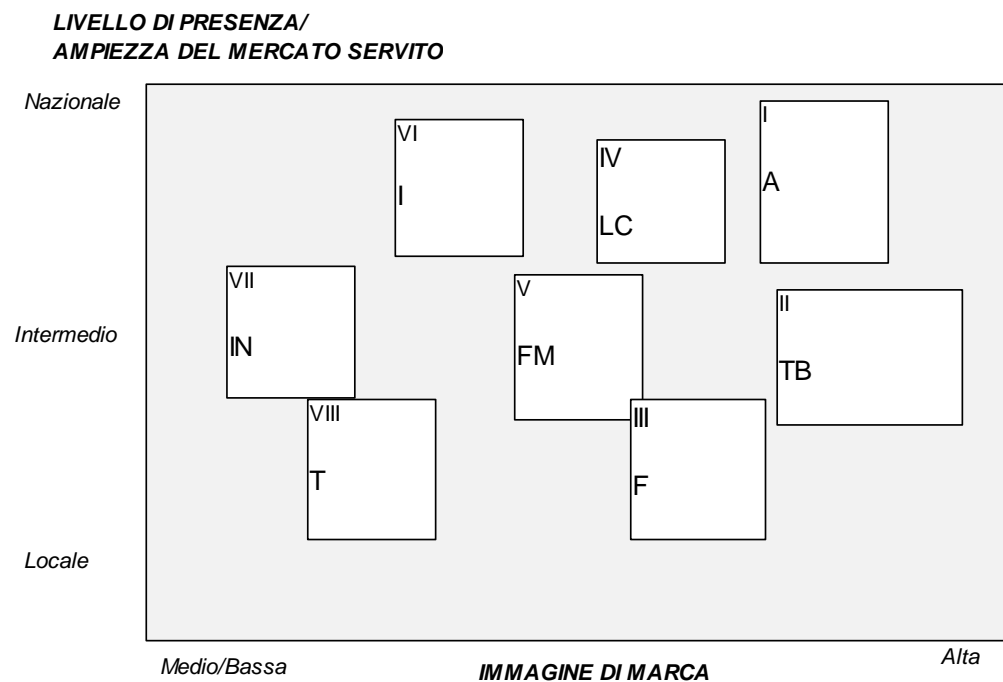 LIVELLO DI PRESENZA/
AMPIEZZA DEL MERCATO SERVITO
Nazionale
I
VI
IV
A
I
LC
VII
V
II
Intermedio
IN
FM
TB
VIII
III
T
F
Locale
Alta
Medio/Bassa
IMMAGINE DI MARCA